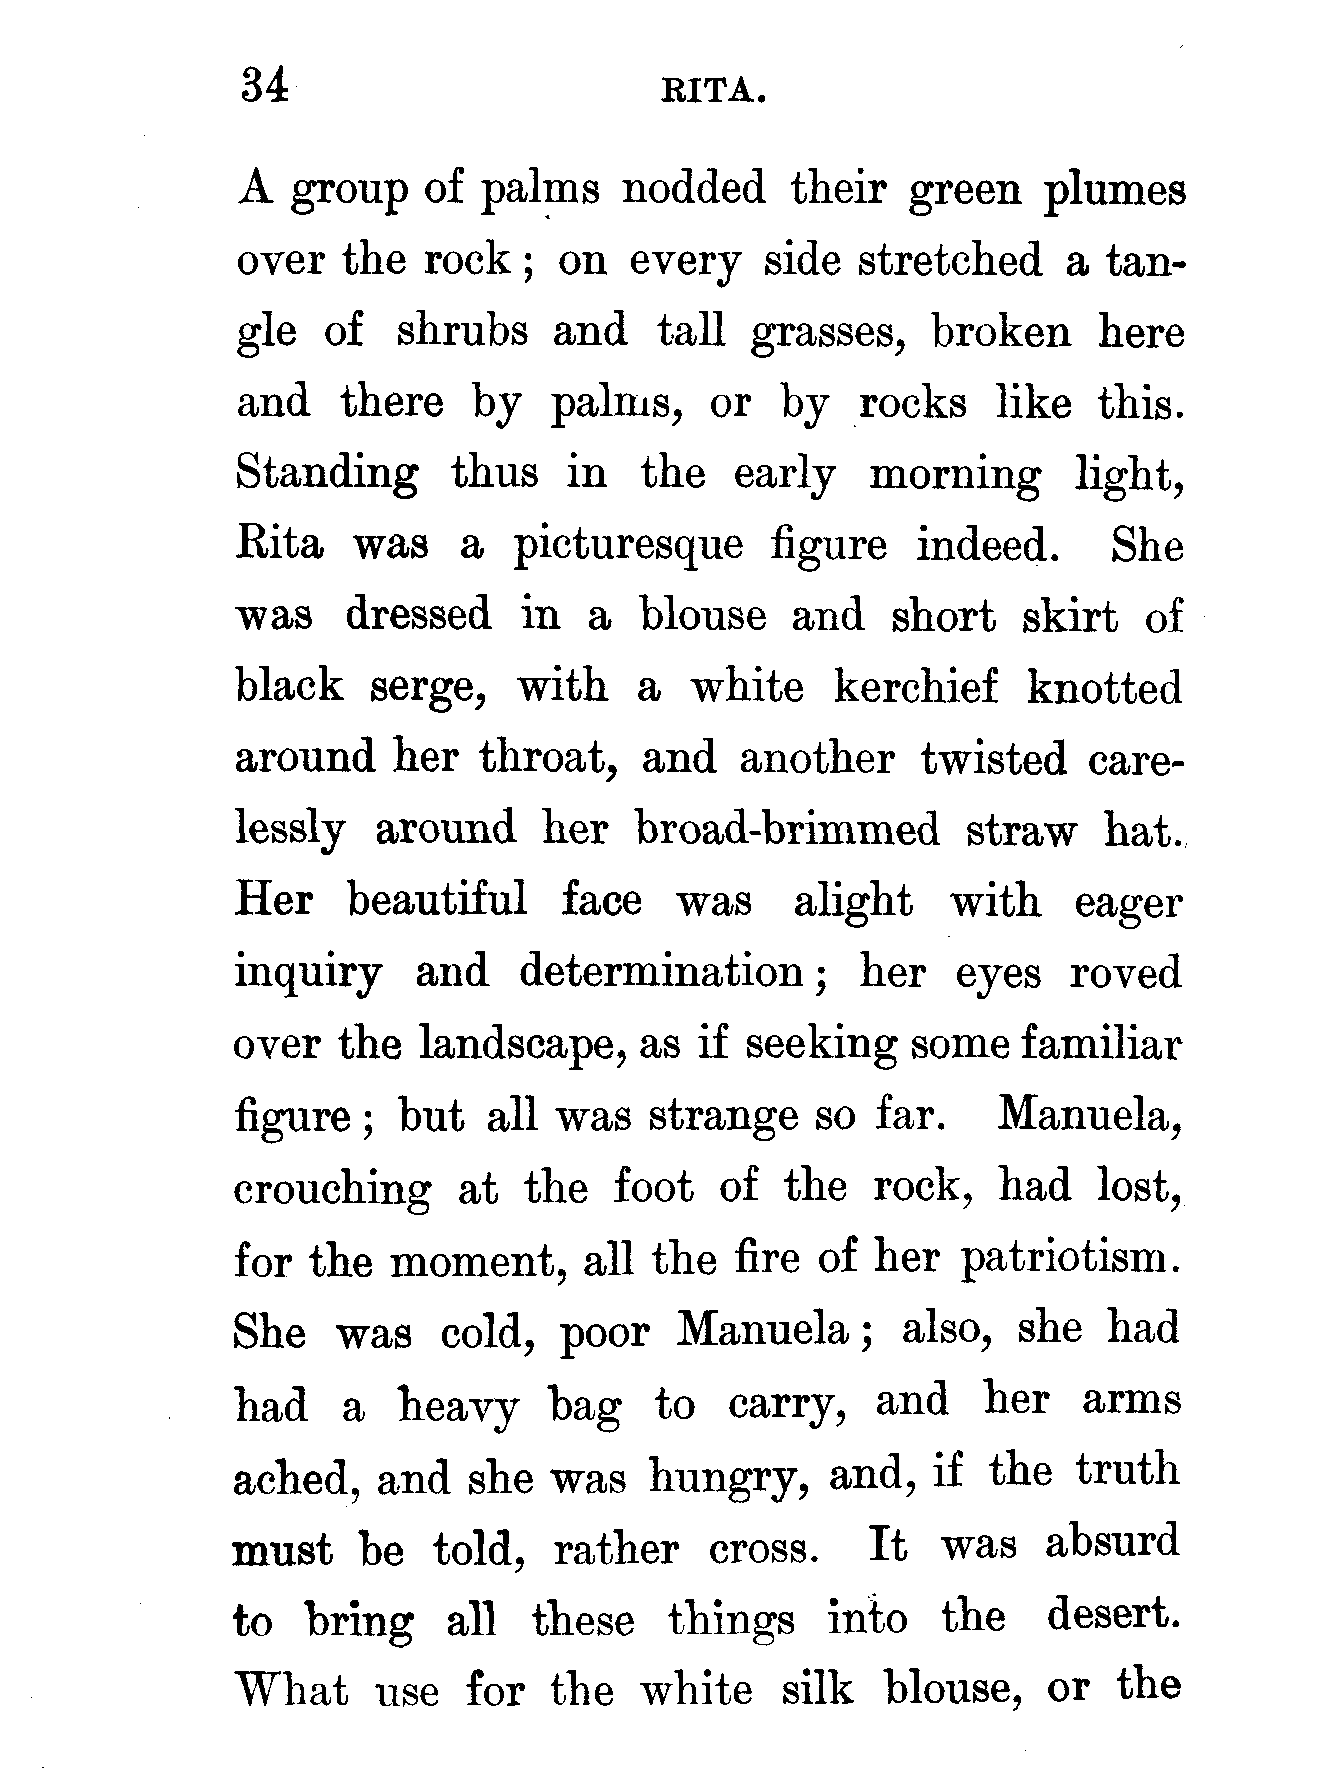 34 RITA.
A group of palms nodded their green plumes
over the rock ; on every side stretched a tan-
gle of shrubs and tall grasses, broken here
and there by palms, or by rocks like this.
Standing thus in the early morning light,
Rita was a picturesque figure indeed. She
was dressed in a blouse and short skirt of
black serge, with a white kerchief knotted
around her throat, and another twisted care-
lessly around her broad-brimmed straw hat.
Her beautiful face was alight with eager
inquiry and determination ; her eyes roved
over the landscape, as if seeking some familiar
figure ; but all was strange so far. Manuela,
crouching at the foot of the rock, had lost,
for the moment, all the fire of her patriotism.
She was cold, poor Manuela ; also, she had
had a heavy bag to carry, and her arms
ached, and she was hungry, and, if the truth
must be told, rather cross. It was absurd
to bring all these things into the desert.
What use for the white silk blouse, or the